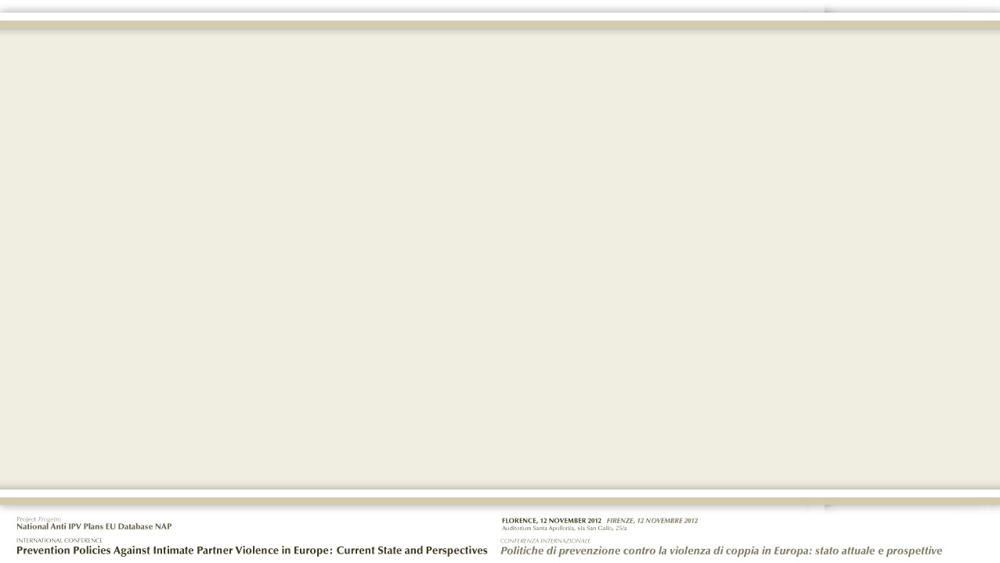 Project Progetto
National Anti IPV Plans EU Database NAP
INTERNATIONAL CONFERENCE
Prevention Policies Against Intimate Partner Violence in Europe: Current State and Perspectives
FLORENCE, 12 NOVEMBER 2012 FIRENZE, 12 NOVEMBRE 2012
Auditorium Santa Apollonia, via San Gallo, 25/a
CONFERENZA INTERNAZIONALE
Politiche di prevenzione contro la violenza di coppia in Europa: stato attuale e prospettive